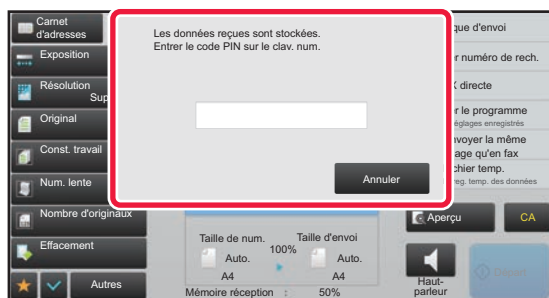 Carnet
d'adresses
Exposition
Résolution
Sup
Original
Const. travail
Num. lente
Nombre d'originaux
Effacement
Autres
Les données reçues sont stockées.
Entrer le code PIN sur le clav. num.
Annuler
que d'envoi
r numéro de rech.
X directe
r le programme
églages enregistrés
nvoyer la même
age qu'en fax
chier temp.
reg. temp. des données
Aperçu
CA
Taille de num.
100%
Taille d'envoi
Auto.
Auto.
A4
A4
Mémoire réception : 50%
Haut-
parleur
Départ